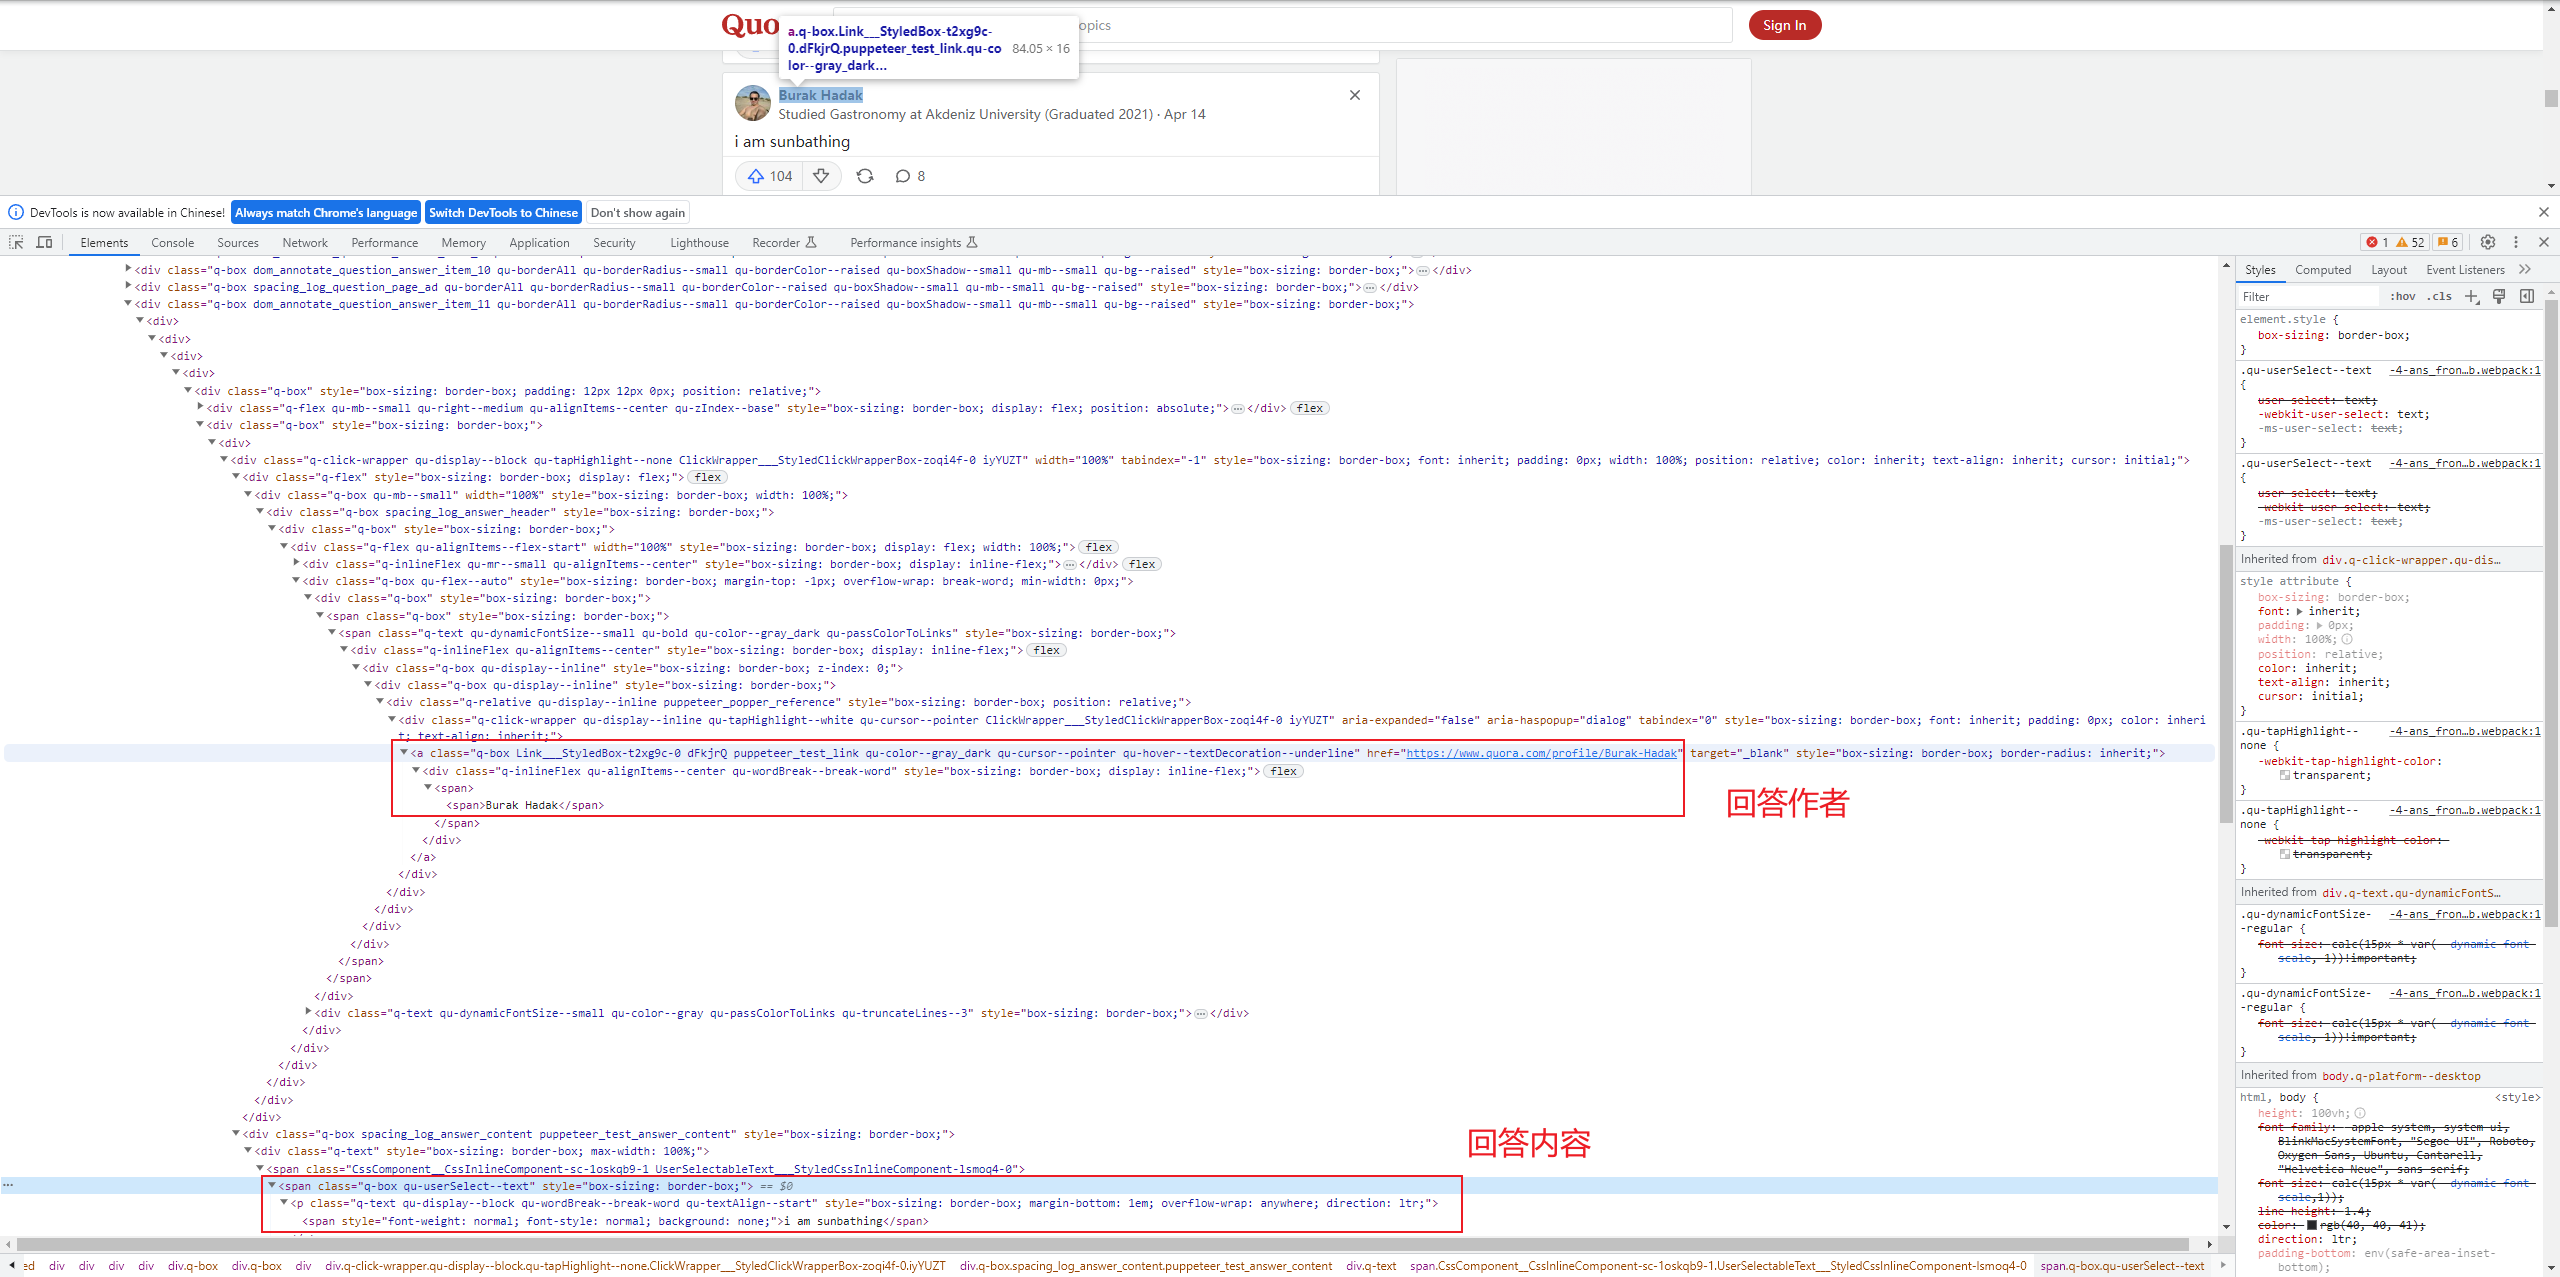 Quo
opics
Sign In
a.q-box.Link___StyledBox-t2xg9c-
0.dFkjrQ.puppeteer_test_link.qu-co
lor--gray_dark… 84.05 × 16
Burak Hadak
Studied Gastronomy at Akdeniz University (Graduated 2021) · Apr 14
i am sunbathing
104 8
DevTools is now available in Chinese! Always match Chrome's language Switch DevTools to Chinese Don't show again
Elements Console Sources Network Performance Memory Application Security Lighthouse Recorder Performance insights 1 52 6
<div class="q-box dom_annotate_question_answer_item_10 qu-borderAll qu-borderRadius--small qu-borderColor--raised qu-boxShadow--small qu-mb--small qu-bg--raised" style="box-sizing: border-box;">…</div>
<div class="q-box spacing_log_question_page_ad qu-borderAll qu-borderRadius--small qu-borderColor--raised qu-boxShadow--small qu-mb--small qu-bg--raised" style="box-sizing: border-box;">…</div>
<div class="q-box dom_annotate_question_answer_item_11 qu-borderAll qu-borderRadius--small qu-borderColor--raised qu-boxShadow--small qu-mb--small qu-bg--raised" style="box-sizing: border-box;">
<div>
<div>
<div>
<div>
<div class="q-box" style="box-sizing: border-box; padding: 12px 12px 0px; position: relative;">
<div class="q-flex qu-mb--small qu-right--medium qu-alignItems--center qu-zIndex--base" style="box-sizing: border-box; display: flex; position: absolute;">…</div> flex
<div class="q-box" style="box-sizing: border-box;">
<div>
<div class="q-click-wrapper qu-display--block qu-tapHighlight--none ClickWrapper___StyledClickWrapperBox-zoqi4f-0 iyYUZT" width="100%" tabindex="-1" style="box-sizing: border-box; font: inherit; padding: 0px; width: 100%; position: relative; color: inherit; text-align: inherit; cursor: initial;">
<div class="q-flex" style="box-sizing: border-box; display: flex;"> flex
<div class="q-box qu-mb--small" width="100%" style="box-sizing: border-box; width: 100%;">
<div class="q-box spacing_log_answer_header" style="box-sizing: border-box;">
<div class="q-box" style="box-sizing: border-box;">
<div class="q-flex qu-alignItems--flex-start" width="100%" style="box-sizing: border-box; display: flex; width: 100%;"> flex
<div class="q-inlineFlex qu-mr--small qu-alignItems--center" style="box-sizing: border-box; display: inline-flex;">…</div> flex
<div class="q-box qu-flex--auto" style="box-sizing: border-box; margin-top: -1px; overflow-wrap: break-word; min-width: 0px;">
<div class="q-box" style="box-sizing: border-box;">
<span class="q-box" style="box-sizing: border-box;">
<span class="q-text qu-dynamicFontSize--small qu-bold qu-color--gray_dark qu-passColorToLinks" style="box-sizing: border-box;">
<div class="q-inlineFlex qu-alignItems--center" style="box-sizing: border-box; display: inline-flex;"> flex
<div class="q-box qu-display--inline" style="box-sizing: border-box; z-index: 0;">
<div class="q-box qu-display--inline" style="box-sizing: border-box;">
<div class="q-relative qu-display--inline puppeteer_popper_reference" style="box-sizing: border-box; position: relative;">
<div class="q-click-wrapper qu-display--inline qu-tapHighlight--white qu-cursor--pointer ClickWrapper___StyledClickWrapperBox-zoqi4f-0 iyYUZT" aria-expanded="false" aria-haspopup="dialog" tabindex="0" style="box-sizing: border-box; font: inherit; padding: 0px; color: inheri
t; text-align: inherit;">
<a class="q-box Link___StyledBox-t2xg9c-0 dFkjrQ puppeteer_test_link qu-color--gray_dark qu-cursor--pointer qu-hover--textDecoration--underline" href="https://www.quora.com/profile/Burak-Hadak" target="_blank" style="box-sizing: border-box; border-radius: inherit;">
<div class="q-inlineFlex qu-alignItems--center qu-wordBreak--break-word" style="box-sizing: border-box; display: inline-flex;"> flex
<span>
<span>Burak Hadak</span>
回答作者
</span>
</div>
</a>
</div>
</div>
</div>
</div>
</div>
</span>
</span>
</div>
<div class="q-text qu-dynamicFontSize--small qu-color--gray qu-passColorToLinks qu-truncateLines--3" style="box-sizing: border-box;">…</div>
</div>
</div>
</div>
</div>
</div>
</div>
<div class="q-box spacing_log_answer_content puppeteer_test_answer_content" style="box-sizing: border-box;">
回答内容
<div class="q-text" style="box-sizing: border-box; max-width: 100%;">
<span class="CssComponent__CssInlineComponent-sc-1oskqb9-1 UserSelectableText___StyledCssInlineComponent-lsmoq4-0">
<span class="q-box qu-userSelect--text" style="box-sizing: border-box;"> == $0
<p class="q-text qu-display--block qu-wordBreak--break-word qu-textAlign--start" style="box-sizing: border-box; margin-bottom: 1em; overflow-wrap: anywhere; direction: ltr;">
<span style="font-weight: normal; font-style: normal; background: none;">i am sunbathing</span>
ed div div div div div.q-box div.q-box div div.q-click-wrapper.qu-display--block.qu-tapHighlight--none.ClickWrapper___StyledClickWrapperBox-zoqi4f-0.iyYUZT div.q-box.spacing_log_answer_content.puppeteer_test_answer_content div.q-text span.CssComponent__CssInlineComponent-sc-1oskqb9-1.UserSelectableText___StyledCssInlineComponent-lsmoq4-0 span.q-box.qu-userSelect--text
Styles Computed Layout Event Listeners
Filter :hov .cls
element.style {
box-sizing: border-box;
}
.qu-userSelect--text -4-ans_fron…b.webpack:1
{
user-select: text;
-webkit-user-select: text;
-ms-user-select: text;
}
.qu-userSelect--text -4-ans_fron…b.webpack:1
{
user-select: text;
-webkit-user-select: text;
-ms-user-select: text;
}
Inherited from div.q-click-wrapper.qu-dis…
style attribute {
box-sizing: border-box;
font: inherit;
padding: 0px;
width: 100%;
position: relative;
color: inherit;
text-align: inherit;
cursor: initial;
}
.qu-tapHighlight-- -4-ans_fron…b.webpack:1
none {
-webkit-tap-highlight-color:
transparent;
}
.qu-tapHighlight-- -4-ans_fron…b.webpack:1
none {
-webkit-tap-highlight-color:
transparent;
}
Inherited from div.q-text.qu-dynamicFontS…
.qu-dynamicFontSize- -4-ans_fron…b.webpack:1
-regular {
font-size: calc(15px * var(--dynamic-font-
scale, 1))!important;
}
.qu-dynamicFontSize- -4-ans_fron…b.webpack:1
-regular {
font-size: calc(15px * var(--dynamic-font-
scale, 1))!important;
}
Inherited from body.q-platform--desktop
html, body { <style>
height: 100vh;
font-family: -apple-system, system-ui,
BlinkMacSystemFont, "Segoe UI", Roboto,
Oxygen-Sans, Ubuntu, Cantarell,
"Helvetica Neue", sans-serif;
font-size: calc(15px * var(--dynamic-font-
scale,1));
line-height: 1.4;
color: rgb(40, 40, 41);
direction: ltr;
padding-bottom: env(safe-area-inset-
bottom);